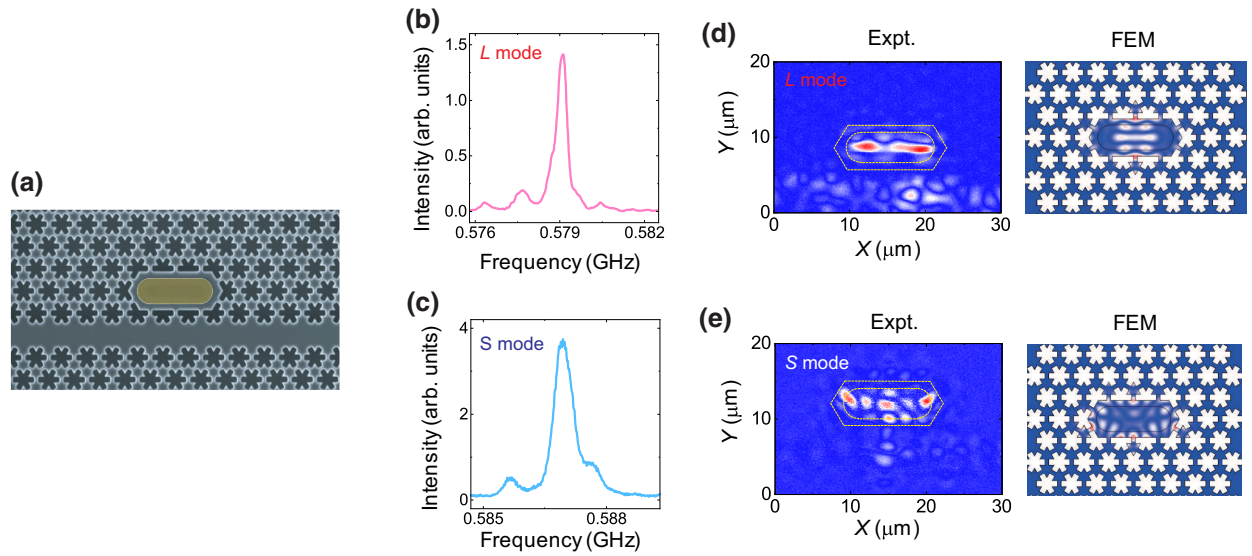 (a)
(b)
L mode
Intensity (arb. units)
1.5
1.0
0.5
0.0
0.576
0.579
0.582
Frequency (GHz)
(c)
S mode
Intensity (arb. units)
4
2
0
0.585
0.588
Frequency (GHz)
(d)
Expt.
FEM
L mode
Y (μm)
20
10
0
0
10
20
30
X (μm)
(e)
Expt.
FEM
S mode
Y (μm)
20
10
0
0
10
20
30
X (μm)